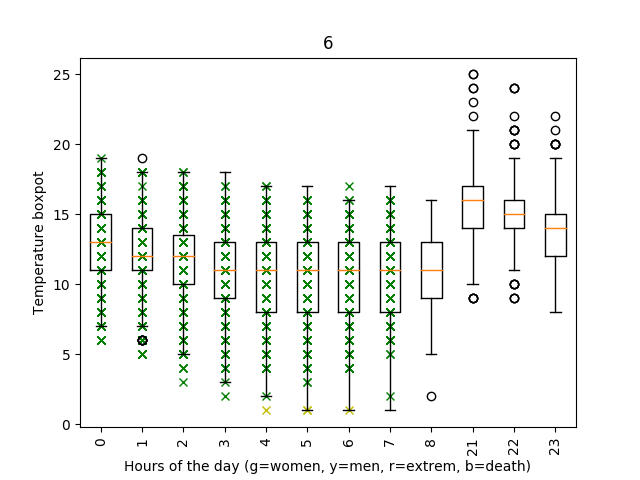 6
25
20
15
10
5
0
Temperature boxpot
0 1 2 3 4 5 6 7 8 21 22 23
Hours of the day (g=women, y=men, r=extrem, b=death)